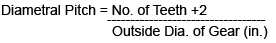 Diametral Pitch = No. of Teeth +2
Outside Dia. of Gear (in.)